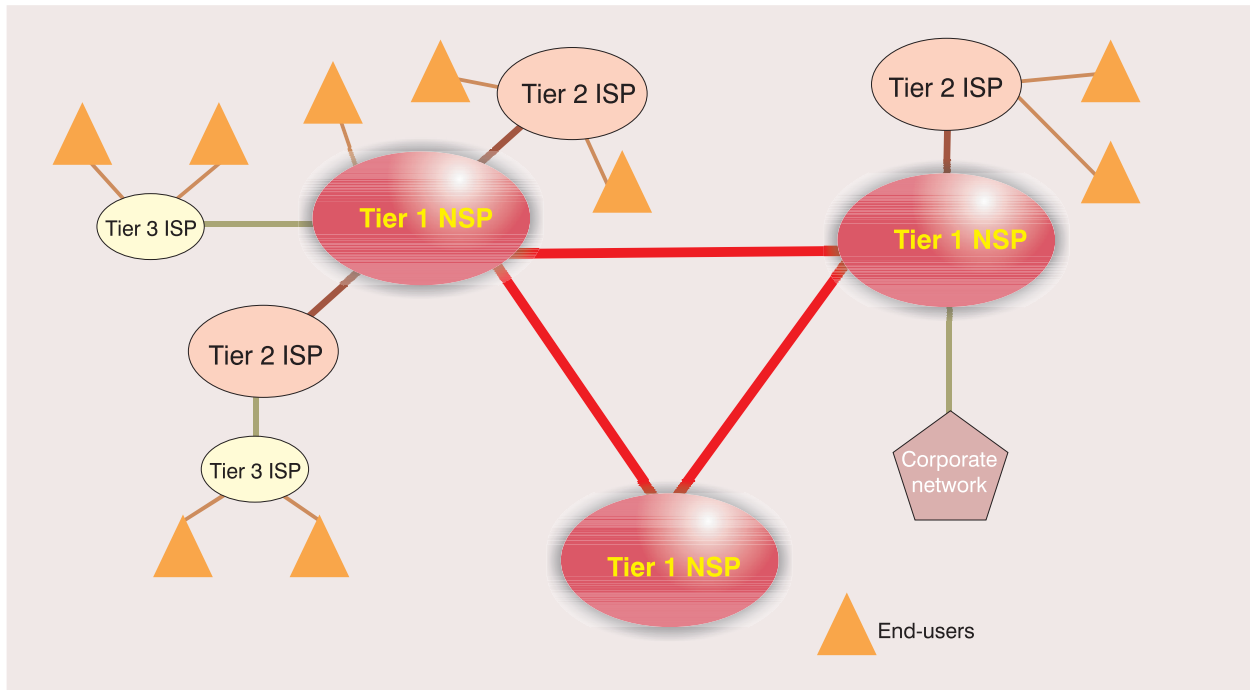 Tier 2 ISP
Tier 2 ISP
Tier 1 NSP
Tier 3 ISP
Tier 1 NSP
Tier 2 ISP
Tier 3 ISP
Corporate
network
Tier 1 NSP
End-users